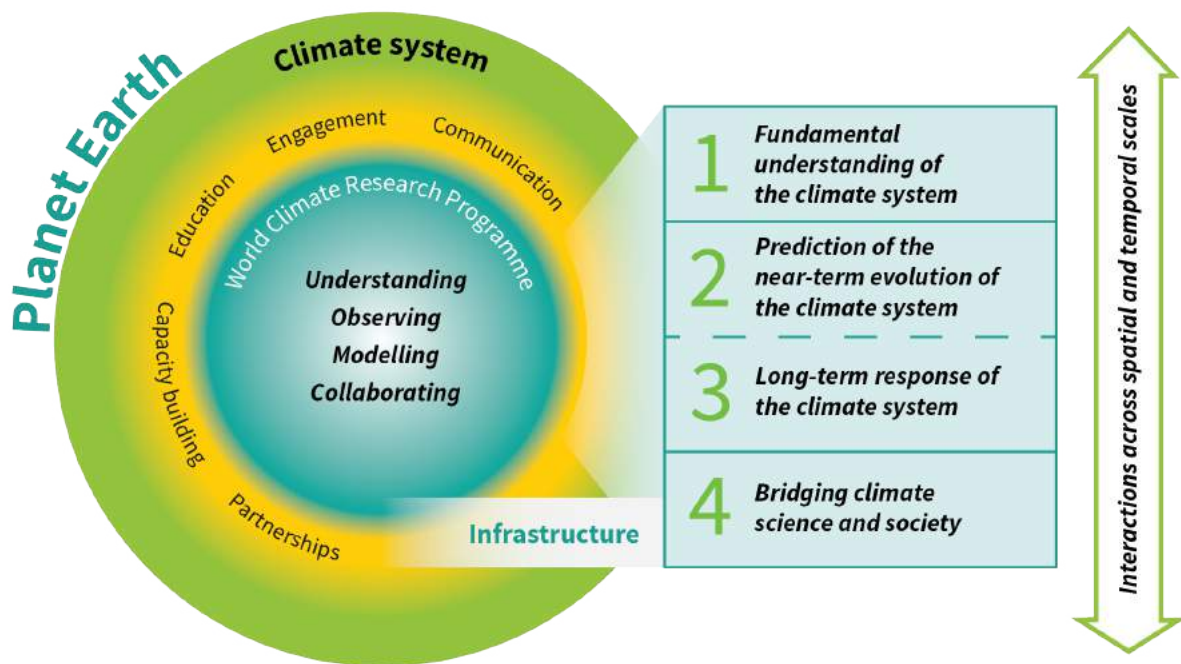 Planet Earth
Climate system
Partnerships
Capacity building
Education
Engagement
Communication
World Climate Research Programme
Understanding
Observing
Modelling
Collaborating
Infrastructure
1
Fundamental
understanding of
the climate system
2
Prediction of the
near-term evolution of
the climate system
3
Long-term response of
the climate system
4
Bridging climate
science and society
Interactions across spatial and temporal scales